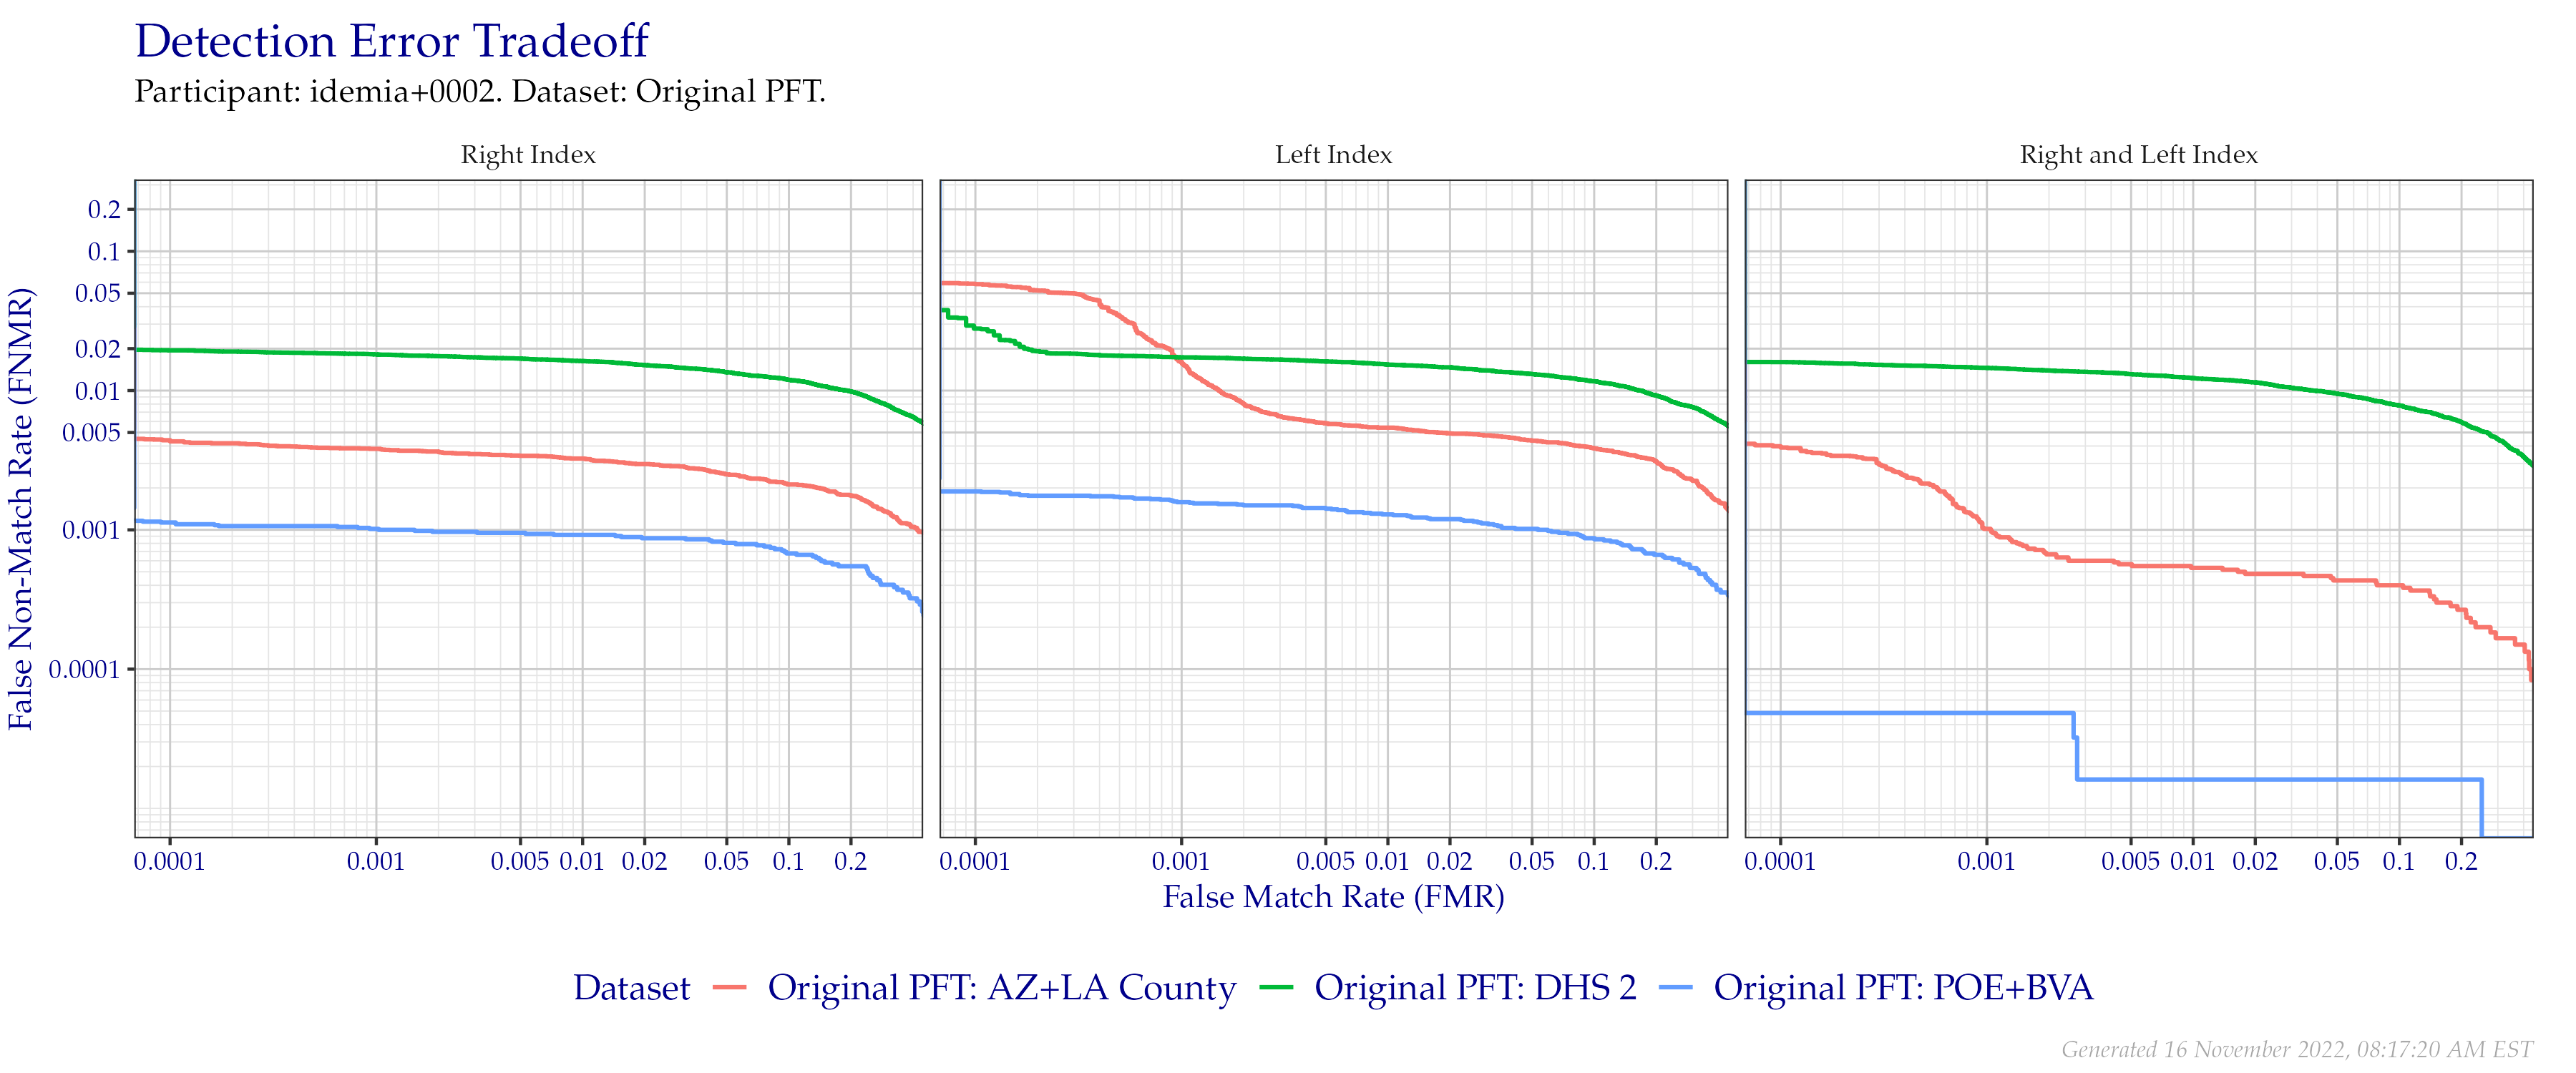 Detection Error Tradeoff
Participant: idemia+0002. Dataset: Original PFT.
Right Index
Left Index
Right and Left Index
False Non-Match Rate (FNMR)
0.2
0.1
0.05
0.02
0.01
0.005
0.001
0.0001
0.0001 0.001 0.005 0.01 0.02 0.05 0.1 0.2
0.0001 0.001 0.005 0.01 0.02 0.05 0.1 0.2
0.0001 0.001 0.005 0.01 0.02 0.05 0.1 0.2
False Match Rate (FMR)
Dataset Original PFT: AZ+LA County Original PFT: DHS 2 Original PFT: POE+BVA
Generated 16 November 2022, 08:17:20 AM EST